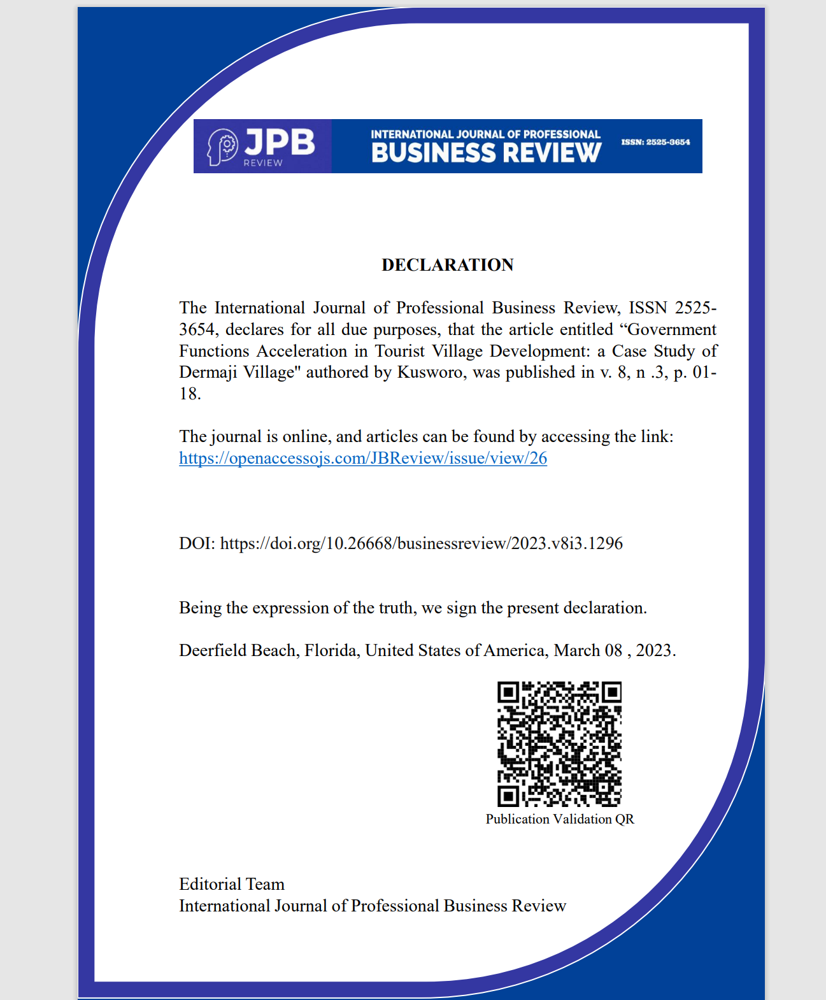 JPB
REVIEW
INTERNATIONAL JOURNAL OF PROFESSIONAL
BUSINESS REVIEW
ISSN: 2525-3654
DECLARATION
The International Journal of Professional Business Review, ISSN 2525-
3654, declares for all due purposes, that the article entitled “Government
Functions Acceleration in Tourist Village Development: a Case Study of
Dermaji Village" authored by Kusworo, was published in v. 8, n .3, p. 01-
18.
The journal is online, and articles can be found by accessing the link:
https://openaccessojs.com/JBReview/issue/view/26
DOI: https://doi.org/10.26668/businessreview/2023.v8i3.1296
Being the expression of the truth, we sign the present declaration.
Deerfield Beach, Florida, United States of America, March 08 , 2023.
Publication Validation QR
Editorial Team
International Journal of Professional Business Review